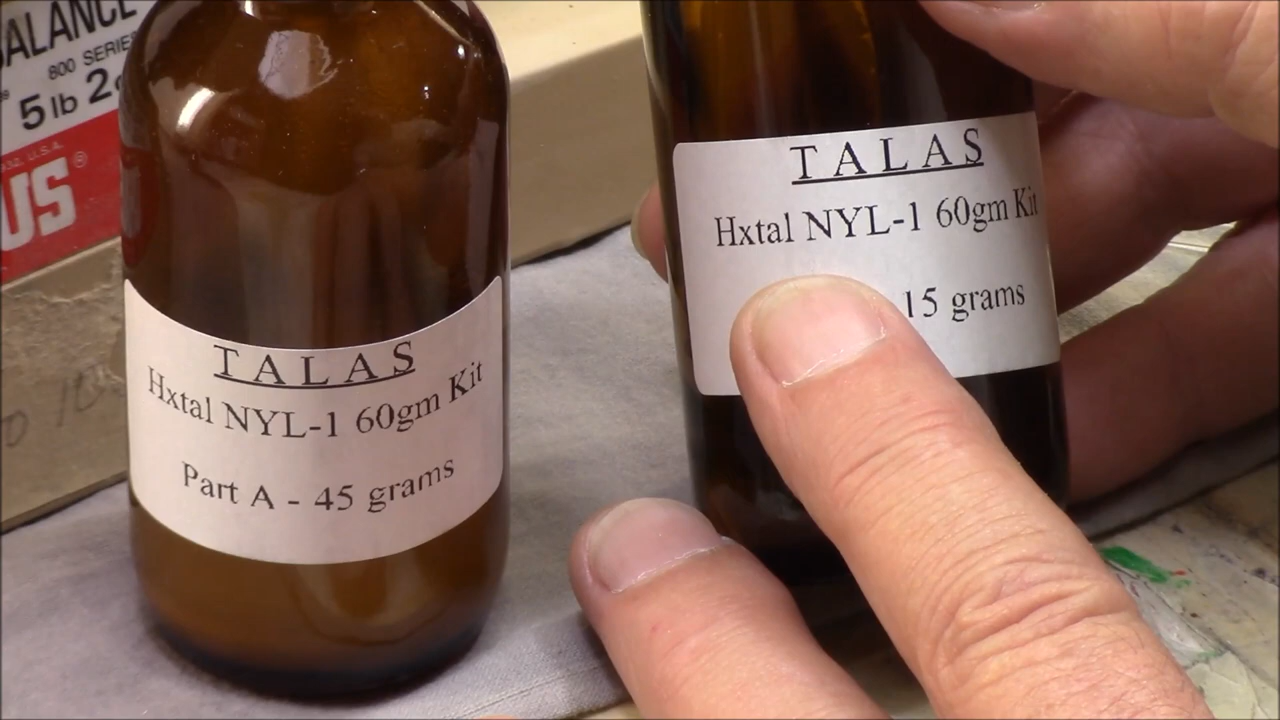 BALANCE
800 SERIES
5 lb 2
U.S.A.
US®
TALAS
Hxtal NYL-1 60gm Kit
Part A - 45 grams
TALAS
Hxtal NYL-1 60gm Kit
15 grams